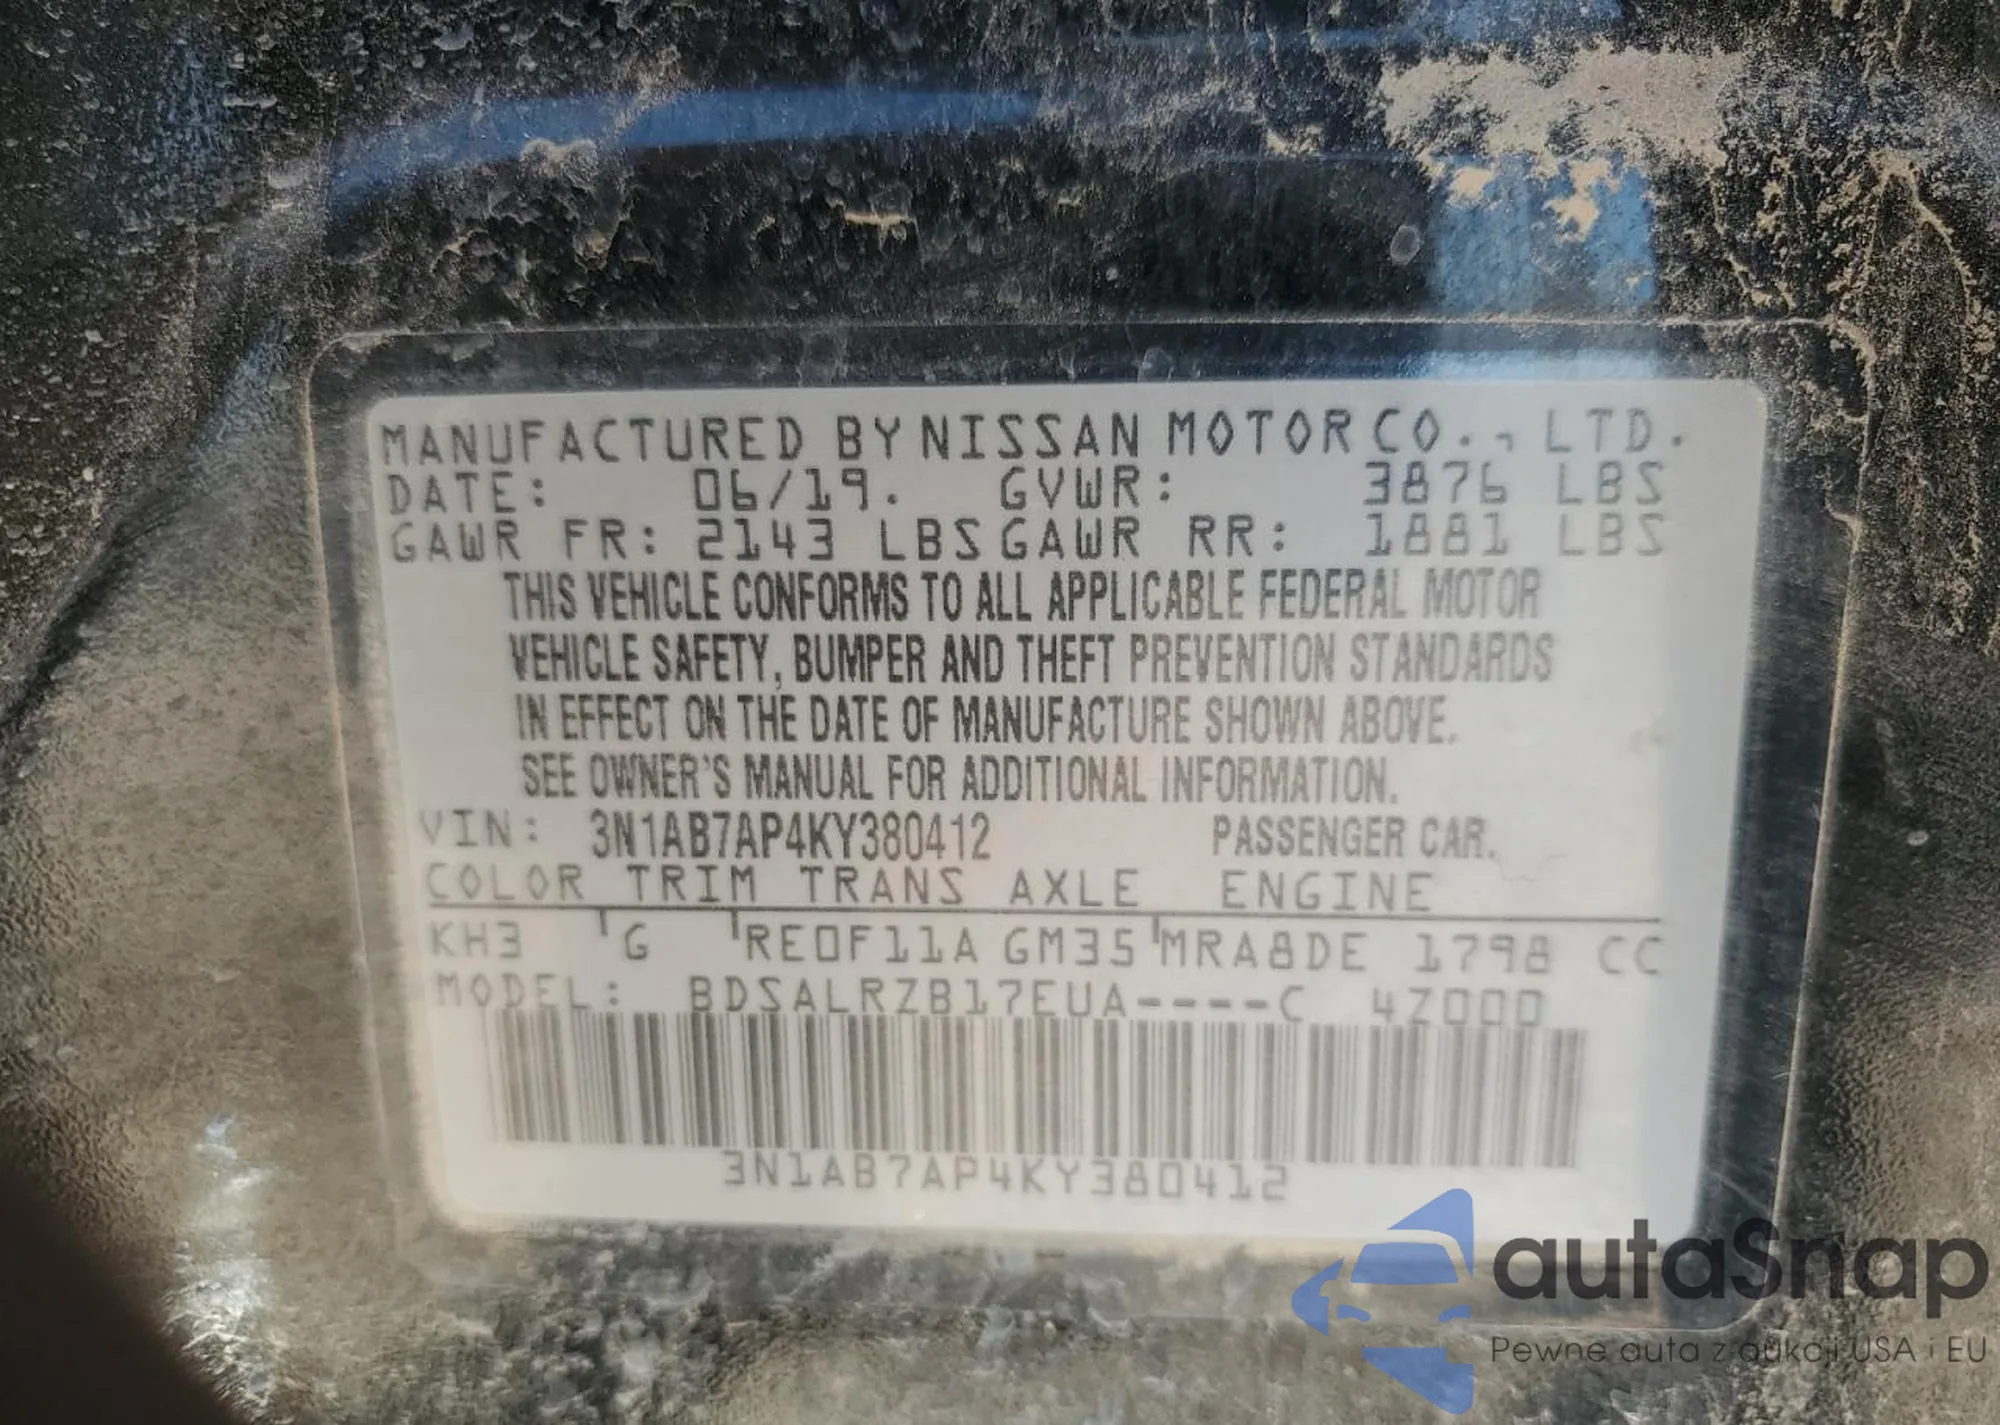 MANUFACTURED BY NISSAN MOTOR CO., LTD.
DATE: 06/19. GVWR: 3876 LBS
GAWR FR: 2143 LBS GAWR RR: 1881 LBS
THIS VEHICLE CONFORMS TO ALL APPLICABLE FEDERAL MOTOR
VEHICLE SAFETY, BUMPER AND THEFT PREVENTION STANDARDS
IN EFFECT ON THE DATE OF MANUFACTURE SHOWN ABOVE.
SEE OWNER'S MANUAL FOR ADDITIONAL INFORMATION.
VIN: 3N1AB7AP4KY380412 PASSENGER CAR.
COLOR TRIM TRANS AXLE ENGINE
KH3 G RE0F11A GM35 MRA8DE 1798 CC
MODEL: BDSALRZB17EUA----C 4Z000
3N1AB7AP4KY380412
autaSnap
Pewne auta z aukcji USA i EU